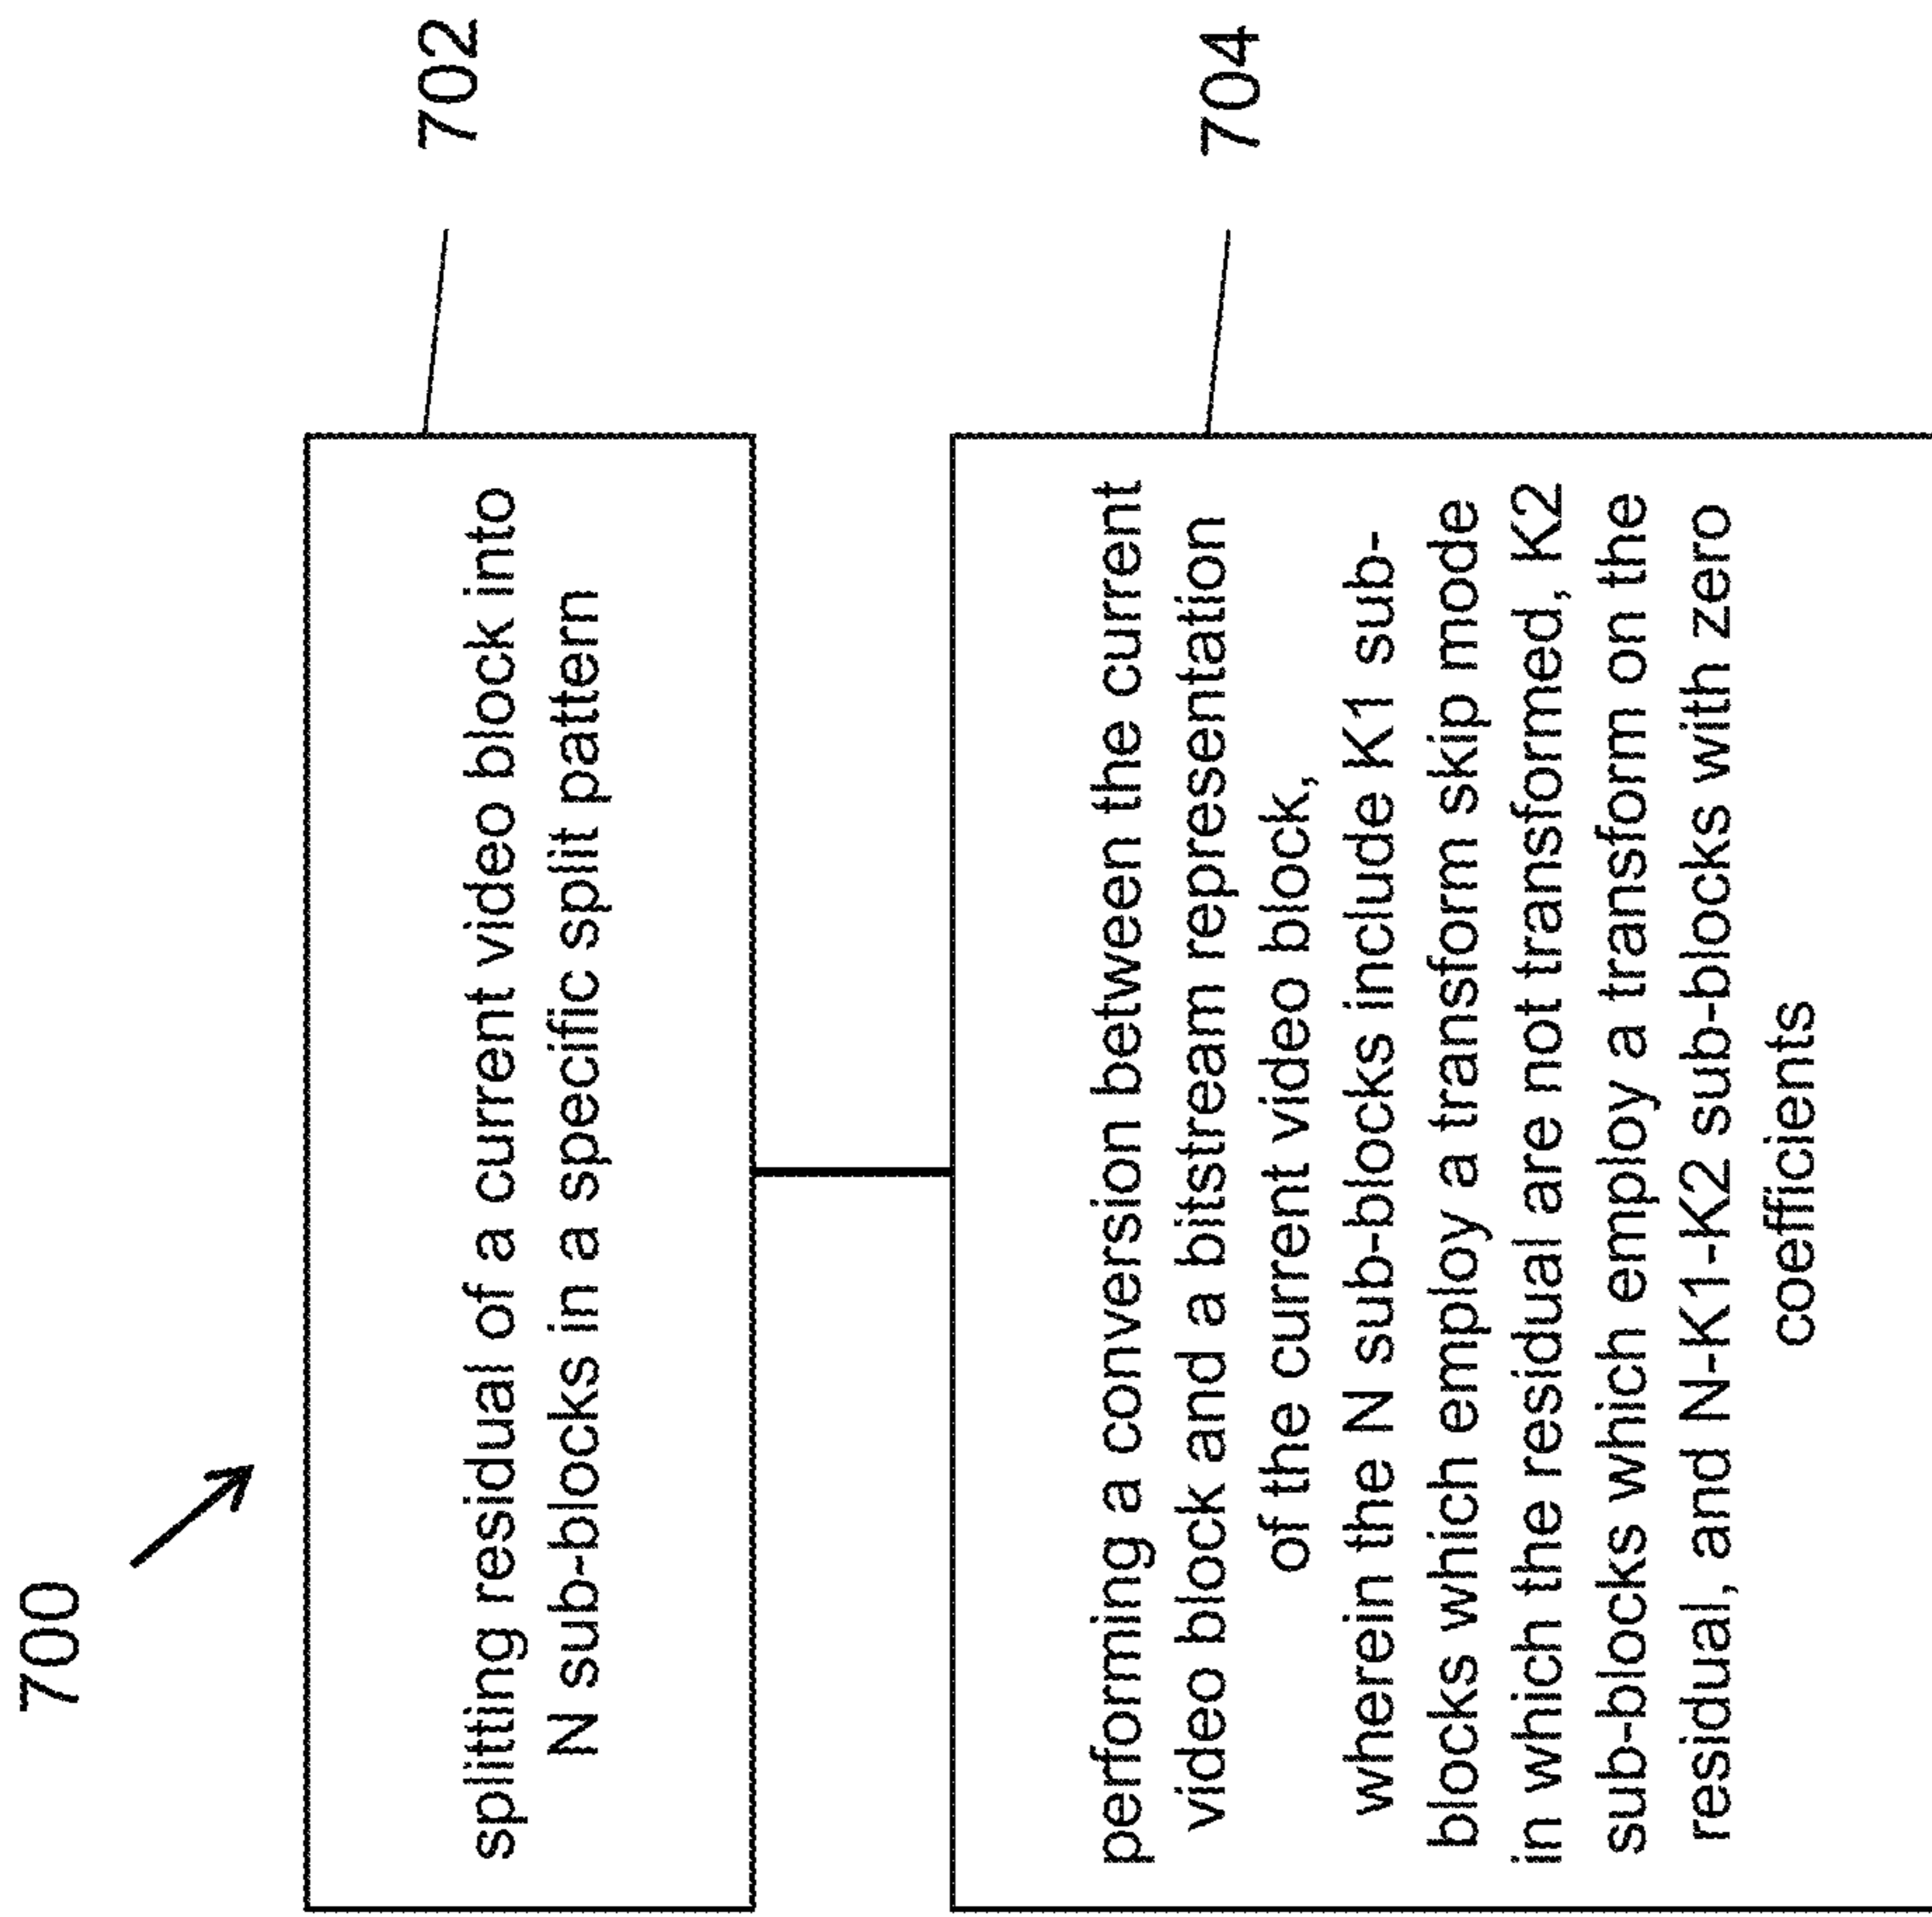 700
702
splitting residual of a current video block into
N sub-blocks in a specific split pattern
704
performing a conversion between the current
video block and a bitstream representation
of the current video block,
wherein the N sub-blocks include K1 sub-
blocks which employ a transform skip mode
in which the residual are not transformed, K2
sub-blocks which employ a transform on the
residual, and N-K1-K2 sub-blocks with zero
coefficients